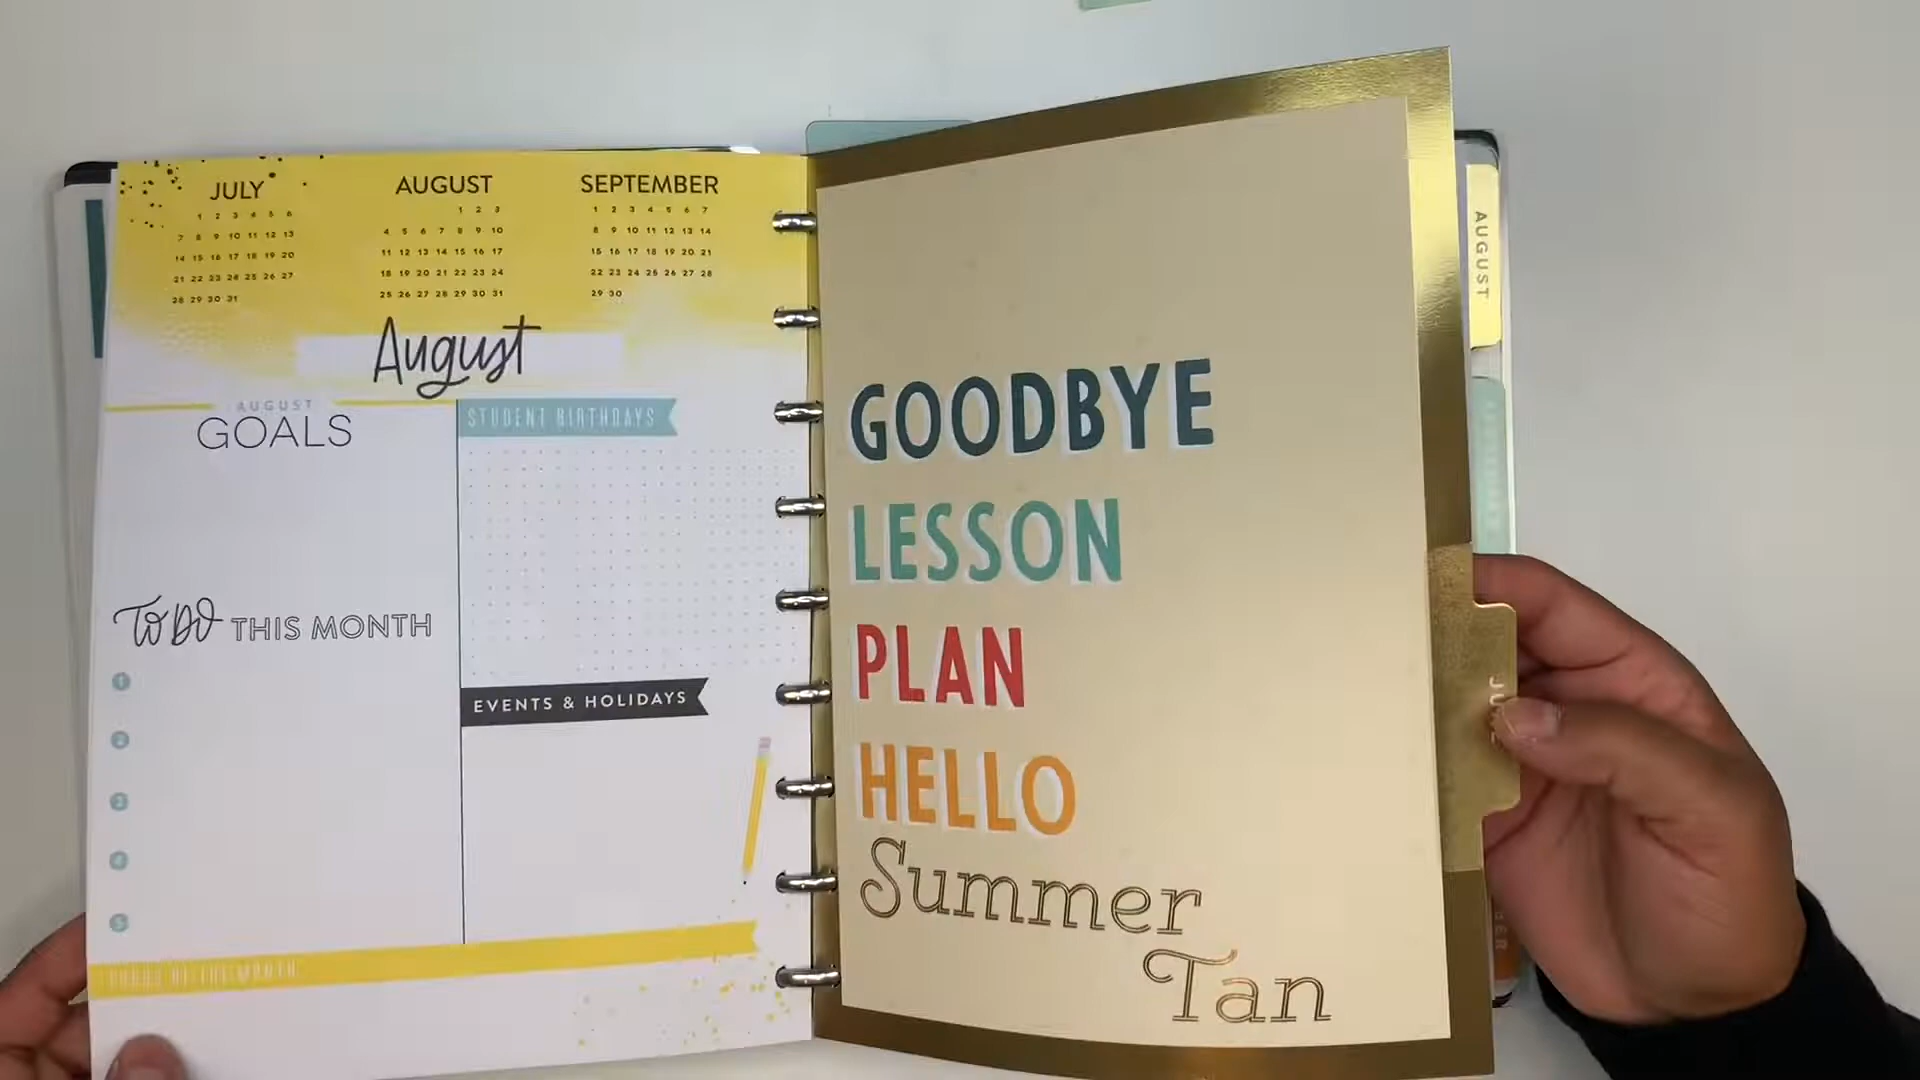 JULY
1 2 3 4 5 6
7 8 9 10 11 12 13
14 15 16 17 18 19 20
21 22 23 24 25 26 27
28 29 30 31
AUGUST
1 2 3
4 5 6 7 8 9 10
11 12 13 14 15 16 17
18 19 20 21 22 23 24
25 26 27 28 29 30 31
SEPTEMBER
1 2 3 4 5 6 7
8 9 10 11 12 13 14
15 16 17 18 19 20 21
22 23 24 25 26 27 28
29 30
August
AUGUST
GOALS
TO DO THIS MONTH
1
2
3
4
5
STUDENT BIRTHDAYS
EVENTS & HOLIDAYS
OF THE MONTH
GOODBYE
LESSON
PLAN
HELLO
Summer
Tan
AUGUST